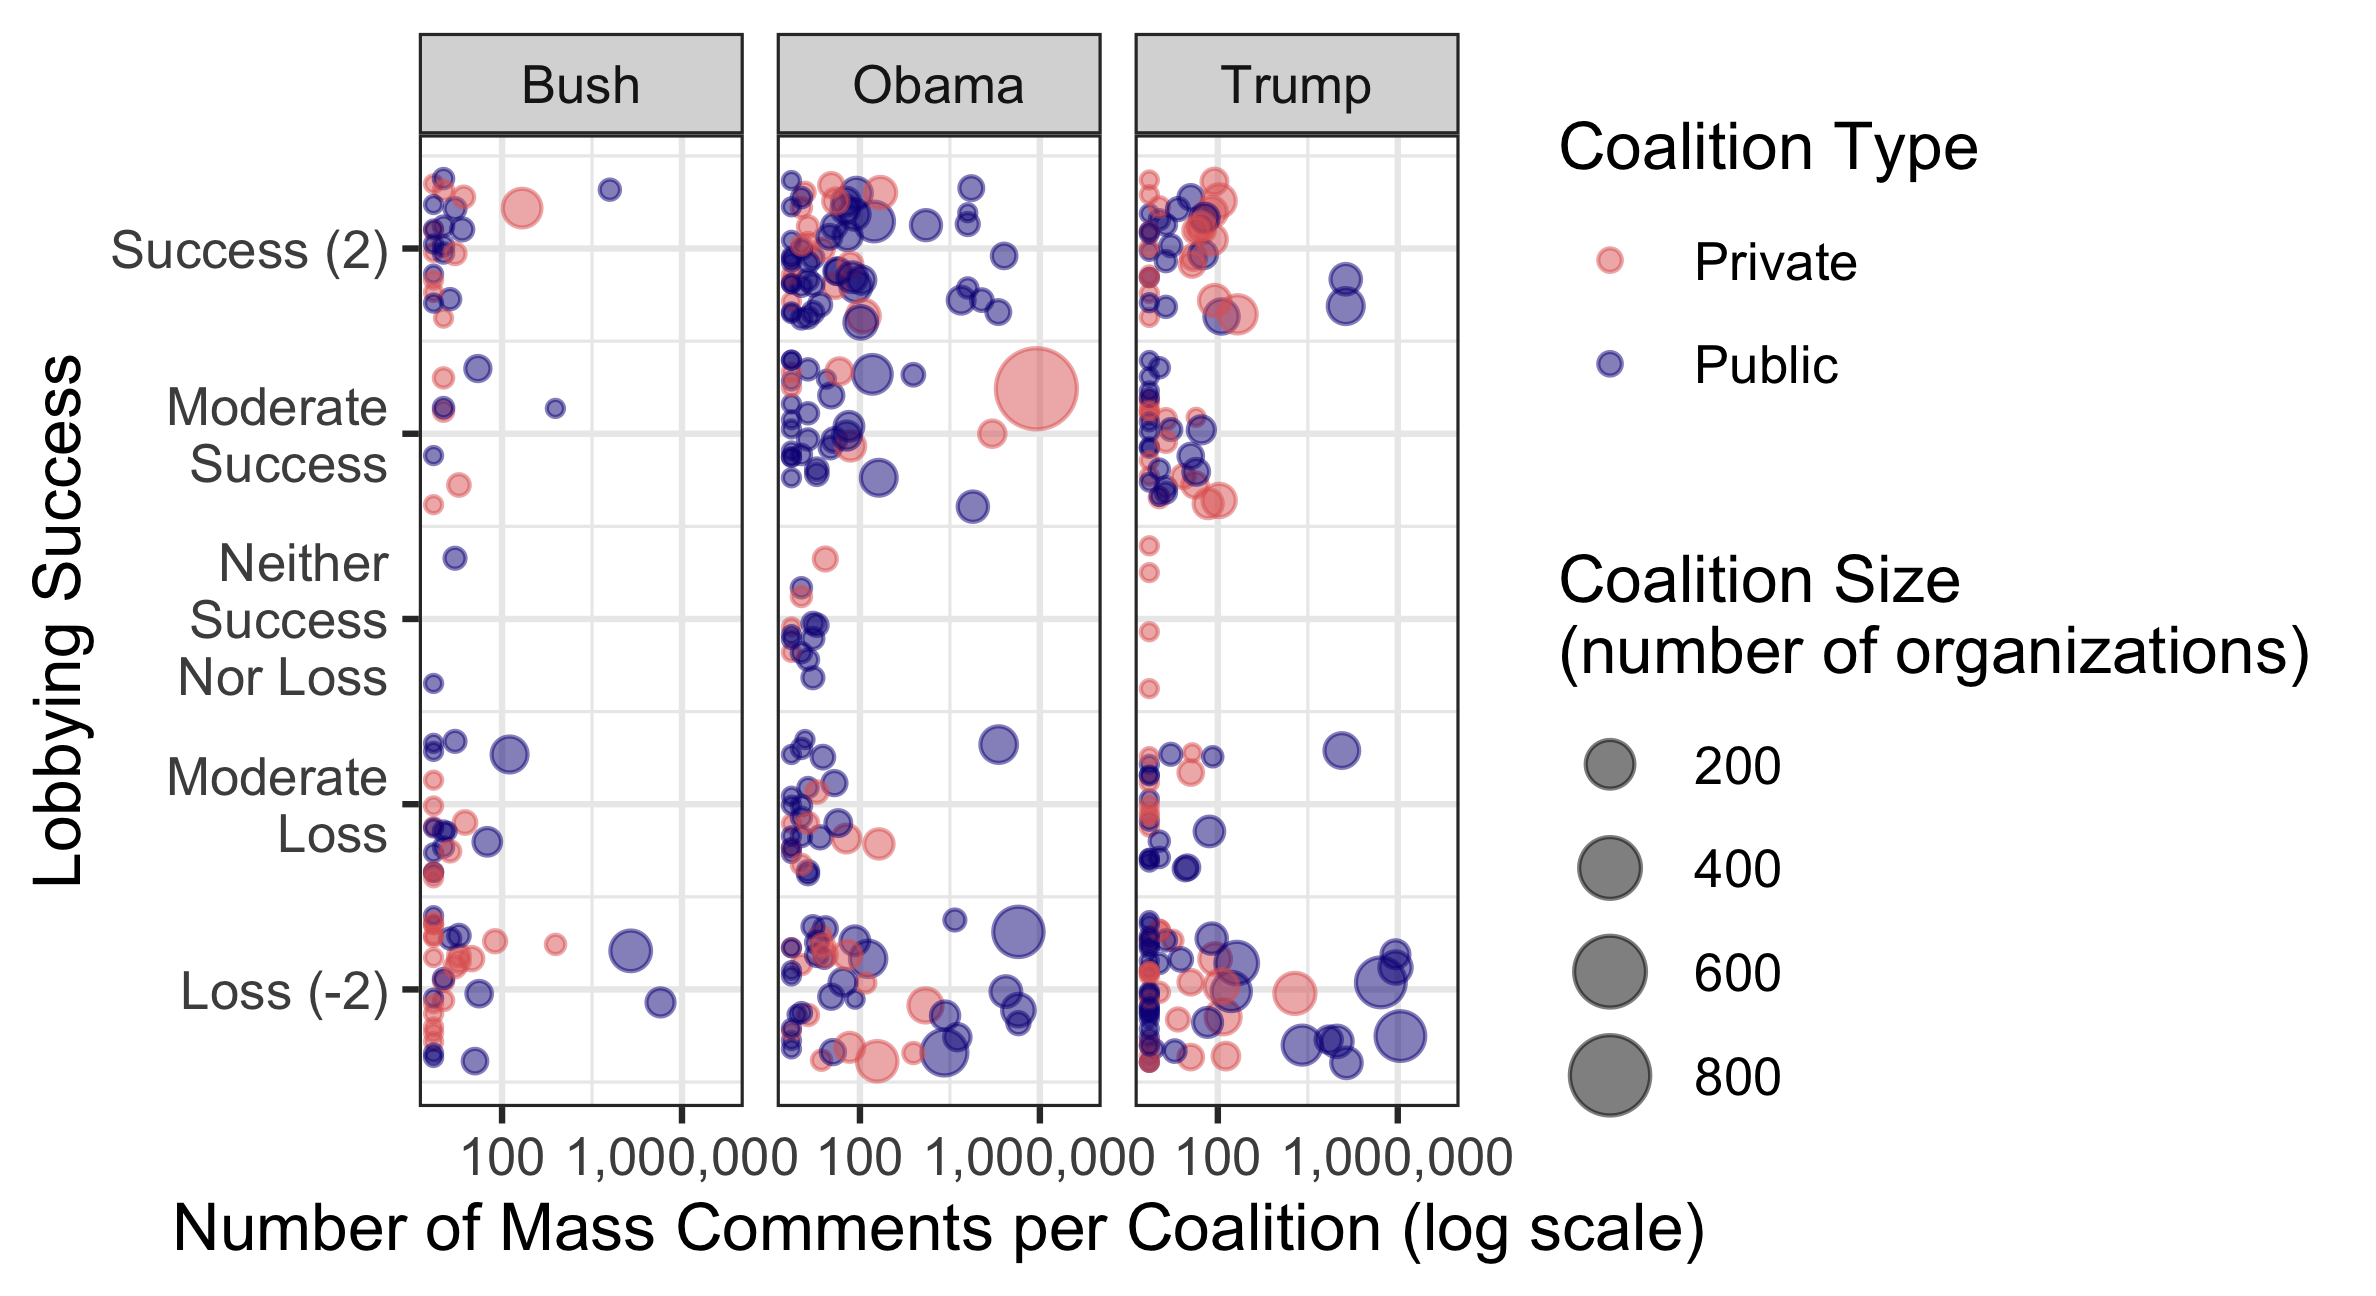 Bush
Obama
Trump
Lobbying Success
Success (2)
Moderate
Success
Neither
Success
Nor Loss
Moderate
Loss
Loss (-2)
100
1,000,000
100
1,000,000
100
1,000,000
Number of Mass Comments per Coalition (log scale)
Coalition Type
Private
Public
Coalition Size
(number of organizations)
200
400
600
800